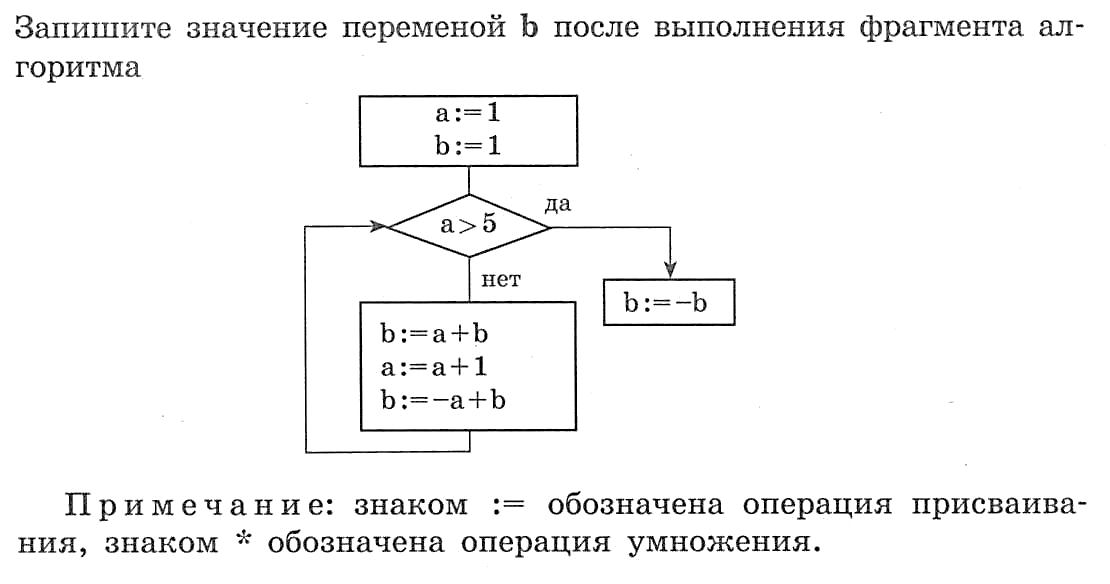 Запишите значение переменой b после выполнения фрагмента ал-
горитма
a:=1
b:=1
a>5
да
нет
b:=a+b
a:=a+1
b:=-a+b
b:=-b
Примечание: знаком := обозначена операция присваива-
ния, знаком * обозначена операция умножения.